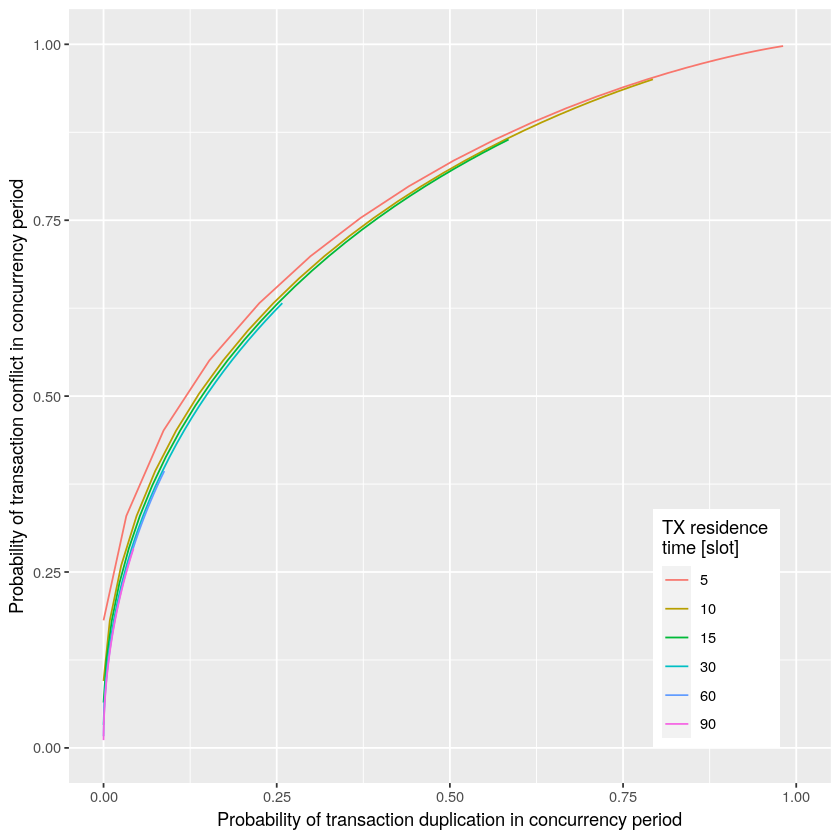 1.00
0.75
0.50
0.25
0.00
Probability of transaction conflict in concurrency period
TX residence
time [slot]
5
10
15
30
60
90
0.00 0.25 0.50 0.75 1.00
Probability of transaction duplication in concurrency period